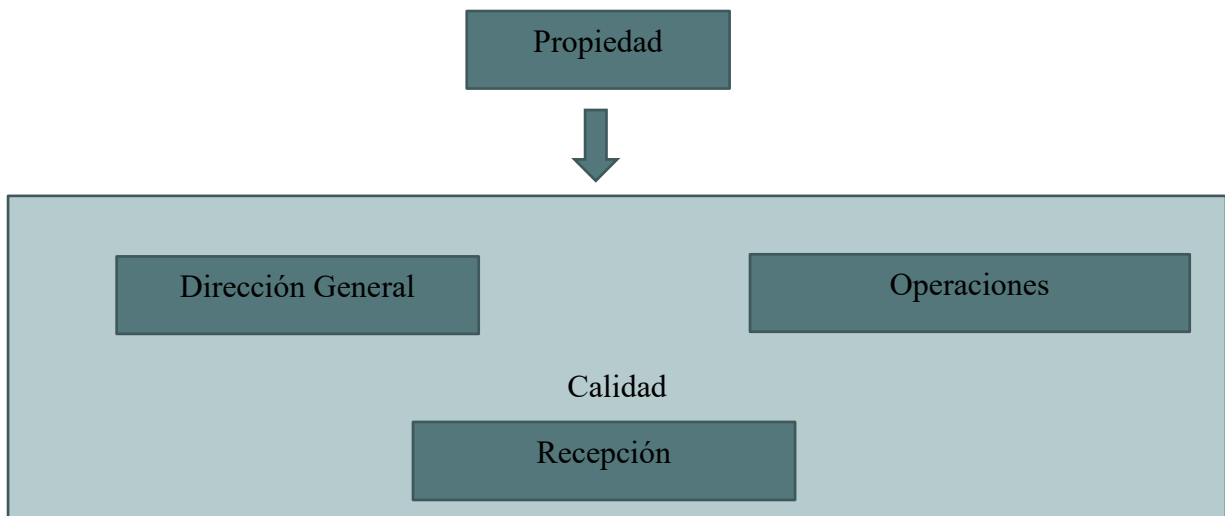 Propiedad
Dirección General
Operaciones
Calidad
Recepción